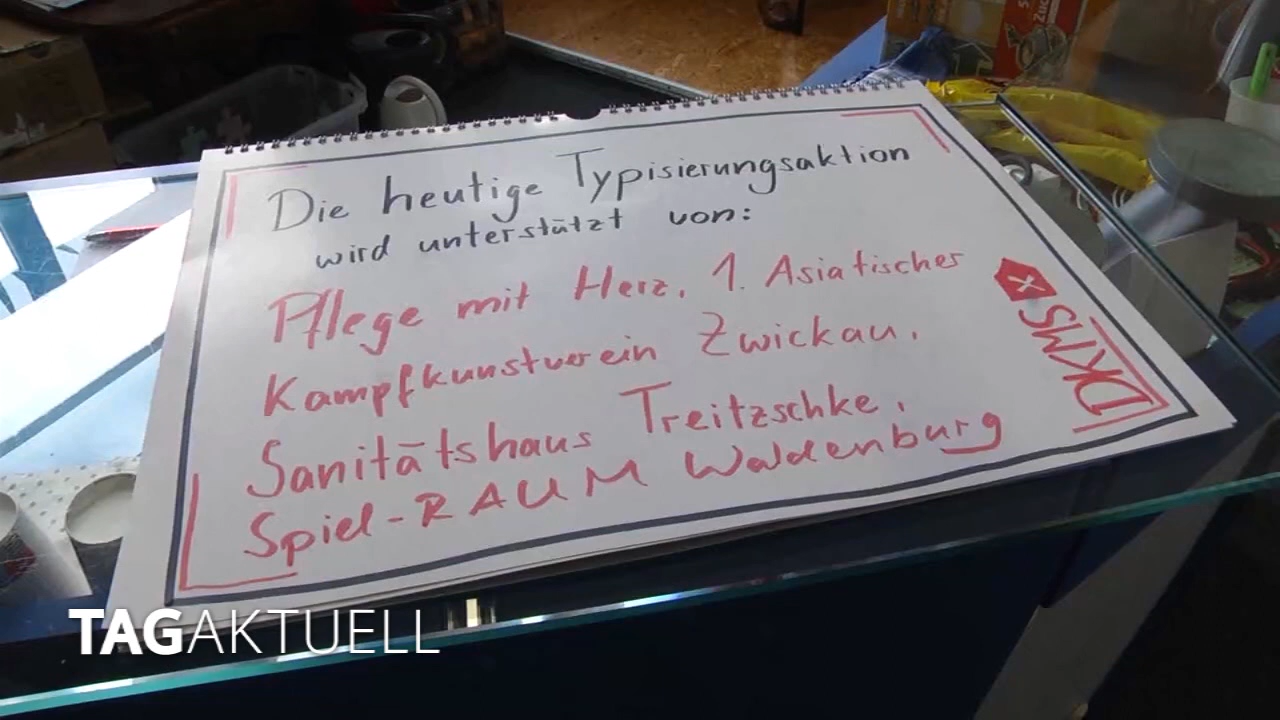 Die heutige Typisierungsaktion
wird unterstützt von:
Pflege mit Herz, 1. Asiatischer
Kampfkunstverein Zwickau,
Sanitätshaus Treitzschke,
Spiel-RAUM Waldenburg
DKMS
TAGAKTUELL